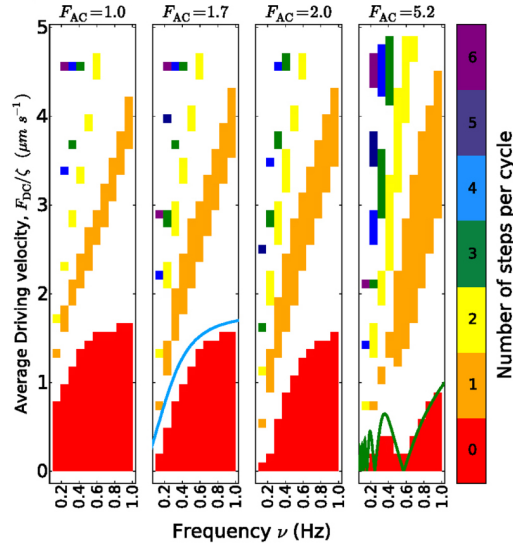 F_AC=1.0 F_AC=1.7 F_AC=2.0 F_AC=5.2
Average Driving velocity, F_DC/ζ (μm s⁻¹)
5
4
3
2
1
0
0.2 0.4 0.6 0.8 1.0 0.2 0.4 0.6 0.8 1.0 0.2 0.4 0.6 0.8 1.0 0.2 0.4 0.6 0.8 1.0
Frequency ν (Hz)
6
5
4
3
2
1
0
Number of steps per cycle